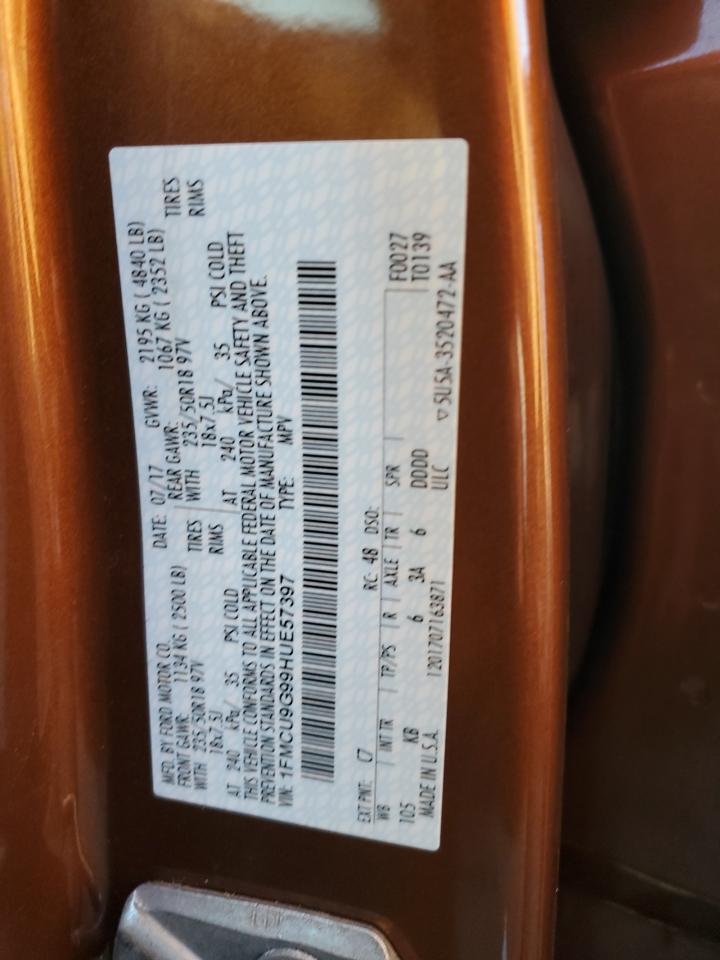 MFD. BY FORD MOTOR CO. DATE: 07/17 GVWR: 2195 KG ( 4840 LB)
FRONT GAWR: 1134 KG ( 2500 LB) REAR GAWR: 1067 KG ( 2352 LB)
WITH 235/50R18 97V TIRES WITH 235/50R18 97V TIRES
18x7.5J RIMS 18x7.5J RIMS
AT 240 kPa/ 35 PSI COLD AT 240 kPa/ 35 PSI COLD
THIS VEHICLE CONFORMS TO ALL APPLICABLE FEDERAL MOTOR VEHICLE SAFETY AND THEFT
PREVENTION STANDARDS IN EFFECT ON THE DATE OF MANUFACTURE SHOWN ABOVE.
VIN: 1FMCU9G99HUE57397 TYPE: MPV
EXT PNT: C7 RC: 48 DSO: F0027
WB INT TR TP/PS R AXLE TR SPR T0139
105 KB 6 3A 6 DDDD
MADE IN U.S.A. 1201707163871 ULC ▽5U5A-3520472-AA